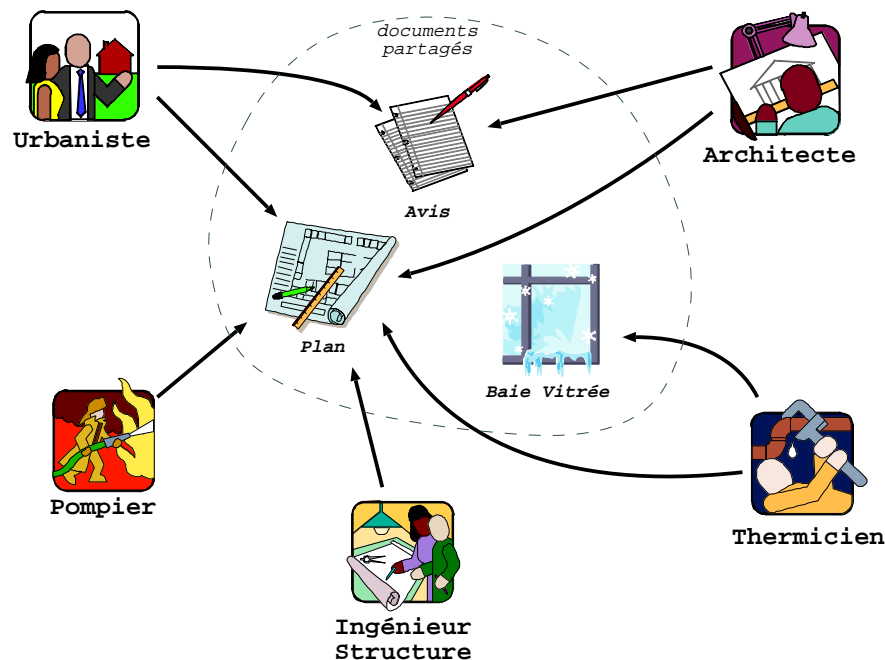 documents
partagés
Urbaniste
Architecte
Avis
Plan
Baie Vitrée
Pompier
Thermicien
Ingénieur
Structure